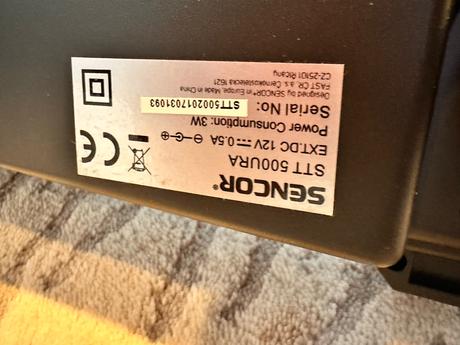 SENCOR®
STT 500URA
EXT.DC 12V ⎓ 0.5A
Power Consumption: 3W
Serial No: STT5002017031093
Designed by SENCOR® in Europe, Made in China
FAST ČR, a.s. Černokostelecká 1621
CZ-25101 Říčany
CE